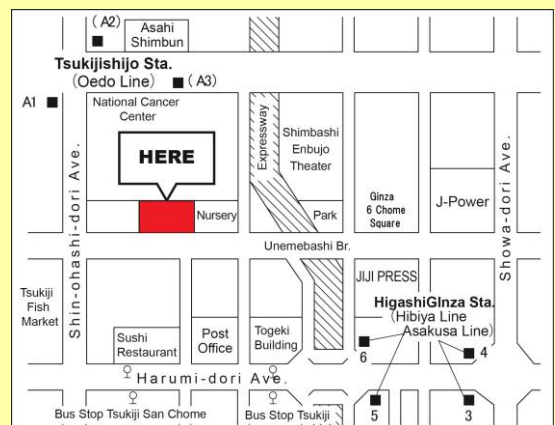 (A2)
Asahi
Shimbun
Tsukijishijo Sta.
(Oedo Line)
(A3)
A1
National Cancer
Center
HERE
Nursery
Expressway
Shimbashi
Enbujo
Theater
Park
Ginza
6 Chome
Square
J-Power
Shin-ohashi-dori Ave.
Showa-dori Ave.
Unemebashi Br.
JIJI PRESS
HigashiGInza Sta.
(Hibiya Line
Asakusa Line)
Tsukiji
Fish
Market
Sushi
Restaurant
Post
Office
Togeki
Building
6
4
Harumi-dori Ave.
Bus Stop Tsukiji San Chome
Bus Stop Tsukiji
5
3